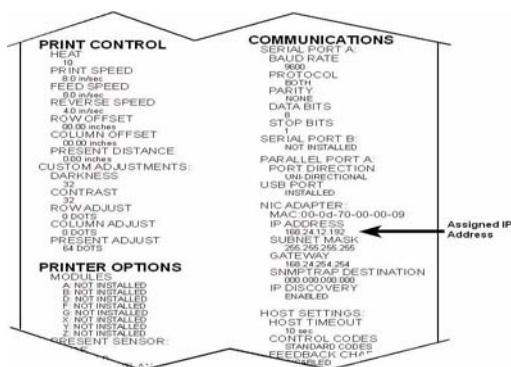 PRINT CONTROL
HEAT
10
PRINT SPEED
8.0 in/sec
FEED SPEED
8.0 in/sec
REVERSE SPEED
4.0 in/sec
ROW OFFSET
00.00 inches
COLUMN OFFSET
00.00 inches
PRESENT DISTANCE
0.00 inches
CUSTOM ADJUSTMENTS:
DARKNESS
32
CONTRAST
32
ROW ADJUST
0 DOTS
COLUMN ADJUST
0 DOTS
PRESENT ADJUST
64 DOTS
PRINTER OPTIONS
MODULES
A: NOT INSTALLED
B: NOT INSTALLED
D: NOT INSTALLED
F: NOT INSTALLED
G: NOT INSTALLED
X: NOT INSTALLED
Y: NOT INSTALLED
Z: NOT INSTALLED
PRESENT SENSOR:
COMMUNICATIONS
SERIAL PORT A:
BAUD RATE
9600
PROTOCOL
BOTH
PARITY
NONE
DATA BITS
8
STOP BITS
1
SERIAL PORT B:
NOT INSTALLED
PARALLEL PORT A:
PORT DIRECTION
UNI-DIRECTIONAL
USB PORT
INSTALLED
NIC ADAPTER:
MAC:00-0d-70-00-00-09
IP ADDRESS
168.24.12.192
SUBNET MASK
255.255.255.255
GATEWAY
168.24.254.254
SNMPTRAP DESTINATION
000.000.000.000
IP DISCOVERY
ENABLED
HOST SETTINGS:
HOST TIMEOUT
10 sec
CONTROL CODES
STANDARD CODES
FEEDBACK
Assigned IP
Address